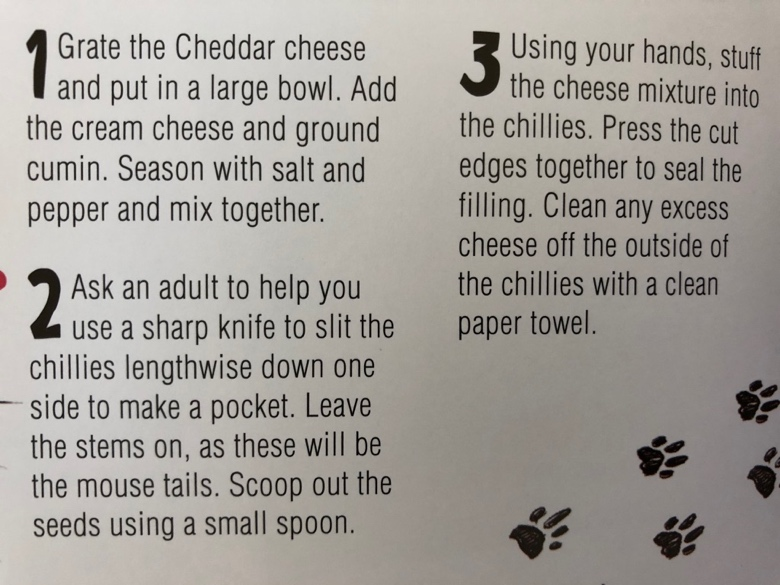 1 Grate the Cheddar cheese
and put in a large bowl. Add
the cream cheese and ground
cumin. Season with salt and
pepper and mix together.
2 Ask an adult to help you
use a sharp knife to slit the
chillies lengthwise down one
side to make a pocket. Leave
the stems on, as these will be
the mouse tails. Scoop out the
seeds using a small spoon.
3 Using your hands, stuff
the cheese mixture into
the chillies. Press the cut
edges together to seal the
filling. Clean any excess
cheese off the outside of
the chillies with a clean
paper towel.